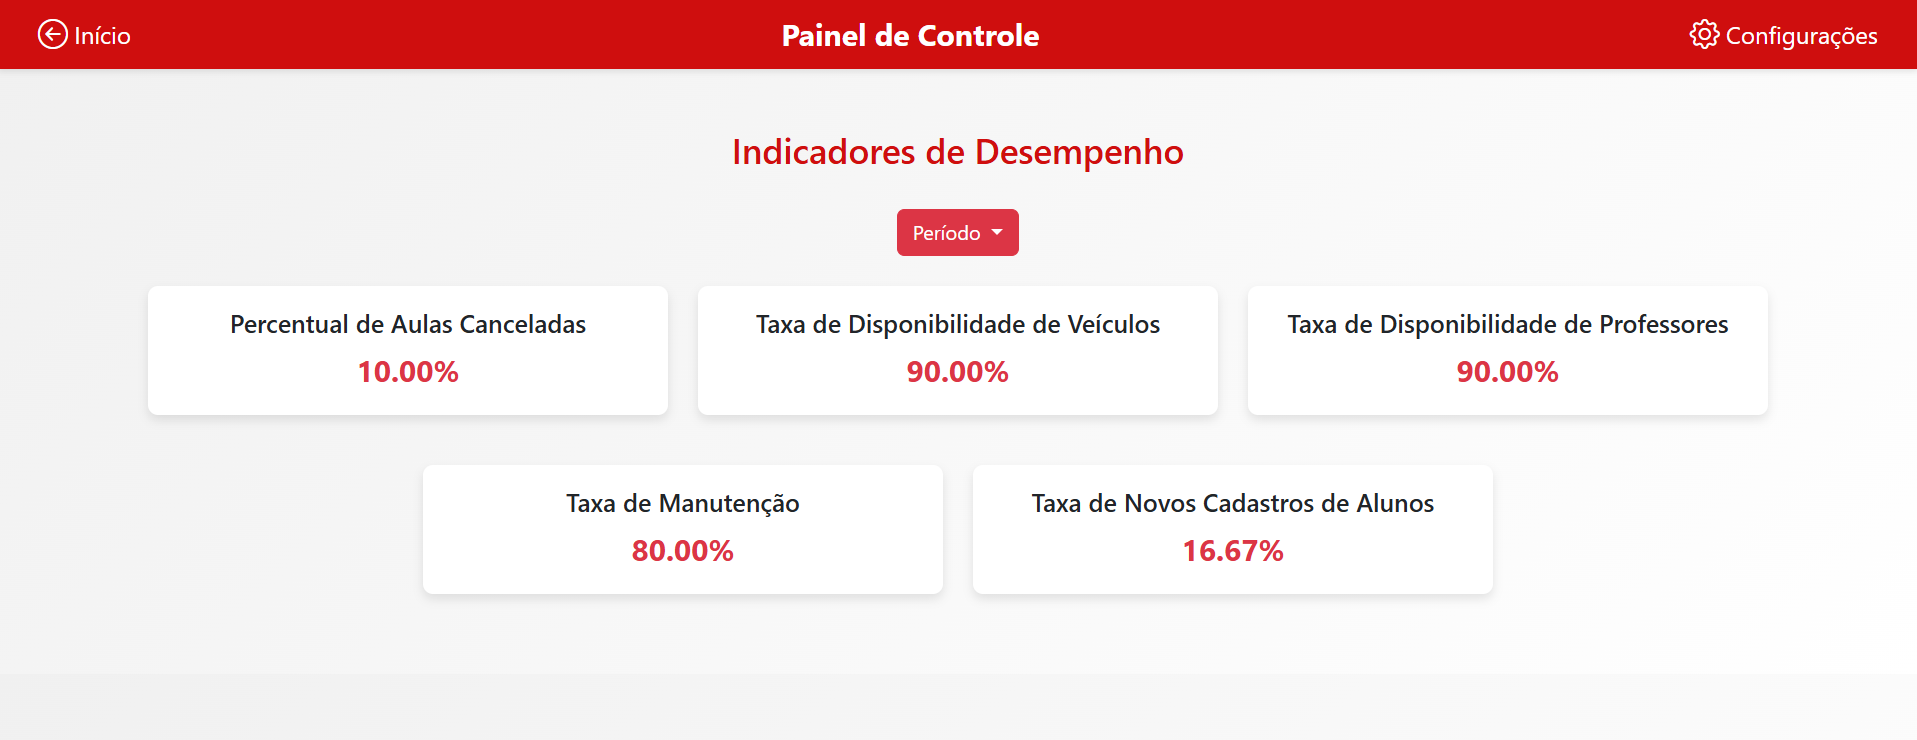 Início
Painel de Controle
Configurações
Indicadores de Desempenho
Período
Percentual de Aulas Canceladas
10.00%
Taxa de Disponibilidade de Veículos
90.00%
Taxa de Disponibilidade de Professores
90.00%
Taxa de Manutenção
80.00%
Taxa de Novos Cadastros de Alunos
16.67%